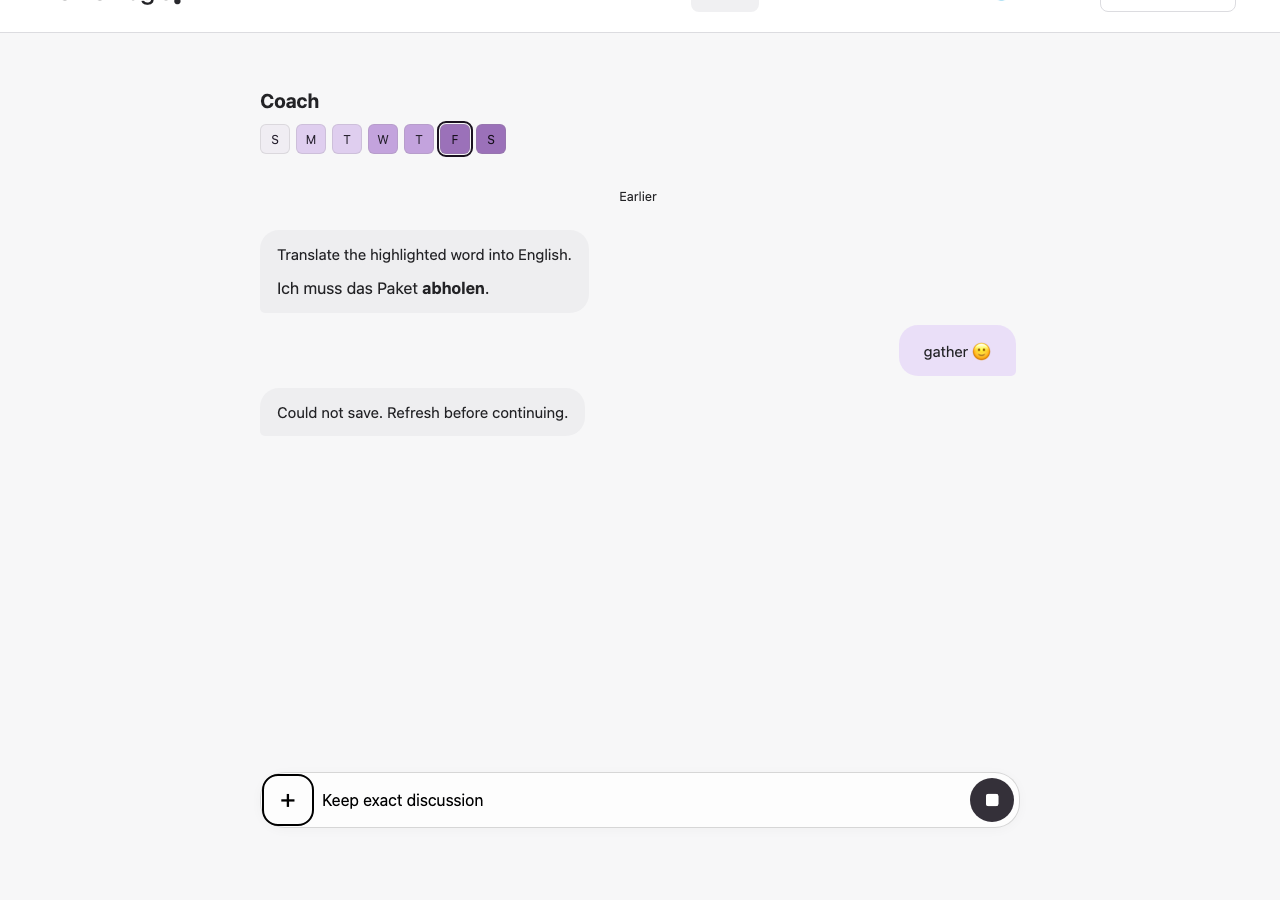 Coach
S M T W T F S
Earlier
Translate the highlighted word into English.
Ich muss das Paket abholen.
gather 🙂
Could not save. Refresh before continuing.
Keep exact discussion